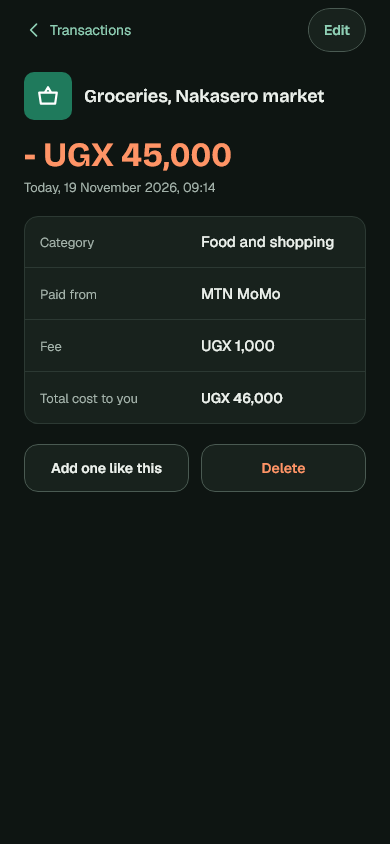 Transactions
Edit
Groceries, Nakasero market
- UGX 45,000
Today, 19 November 2026, 09:14
Category Food and shopping
Paid from MTN MoMo
Fee UGX 1,000
Total cost to you UGX 46,000
Add one like this Delete